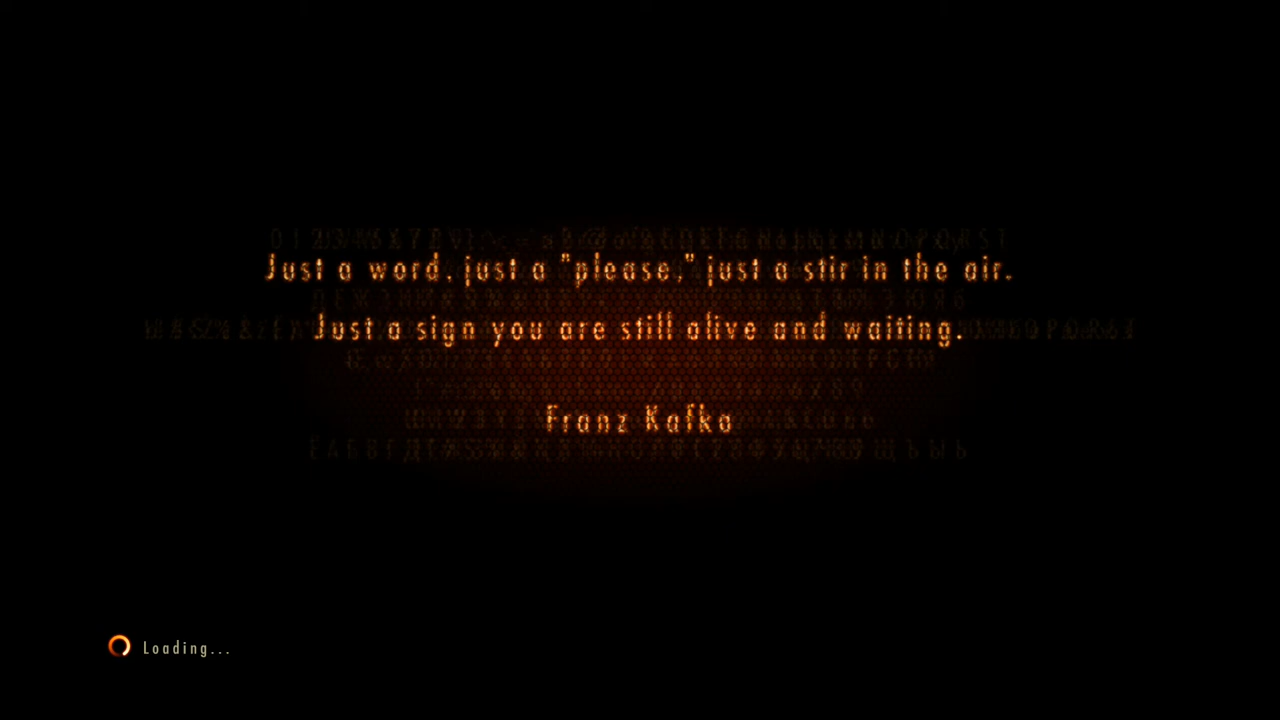 Just a word, just a "please," just a stir in the air.
Just a sign you are still alive and waiting.
Franz Kafka
Loading...